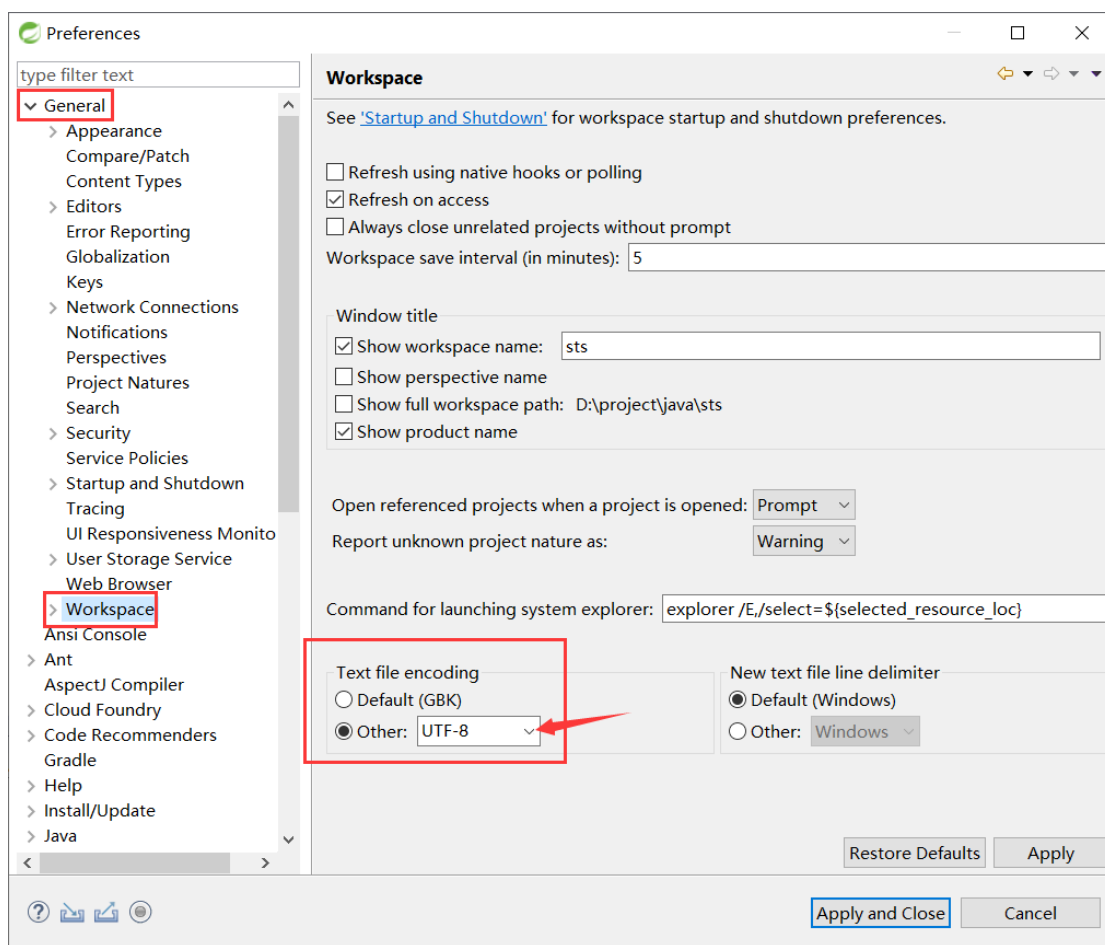 Preferences
type filter text
General
Appearance
Compare/Patch
Content Types
Editors
Error Reporting
Globalization
Keys
Network Connections
Notifications
Perspectives
Project Natures
Search
Security
Service Policies
Startup and Shutdown
Tracing
UI Responsiveness Monito
User Storage Service
Web Browser
Workspace
Ansi Console
Ant
AspectJ Compiler
Cloud Foundry
Code Recommenders
Gradle
Help
Install/Update
Java
Workspace
See 'Startup and Shutdown' for workspace startup and shutdown preferences.
Refresh using native hooks or polling
Refresh on access
Always close unrelated projects without prompt
Workspace save interval (in minutes): 5
Window title
Show workspace name: sts
Show perspective name
Show full workspace path: D:\project\java\sts
Show product name
Open referenced projects when a project is opened: Prompt
Report unknown project nature as: Warning
Command for launching system explorer: explorer /E,/select=${selected_resource_loc}
Text file encoding
Default (GBK)
Other: UTF-8
New text file line delimiter
Default (Windows)
Other: Windows
Restore Defaults Apply
Apply and Close Cancel